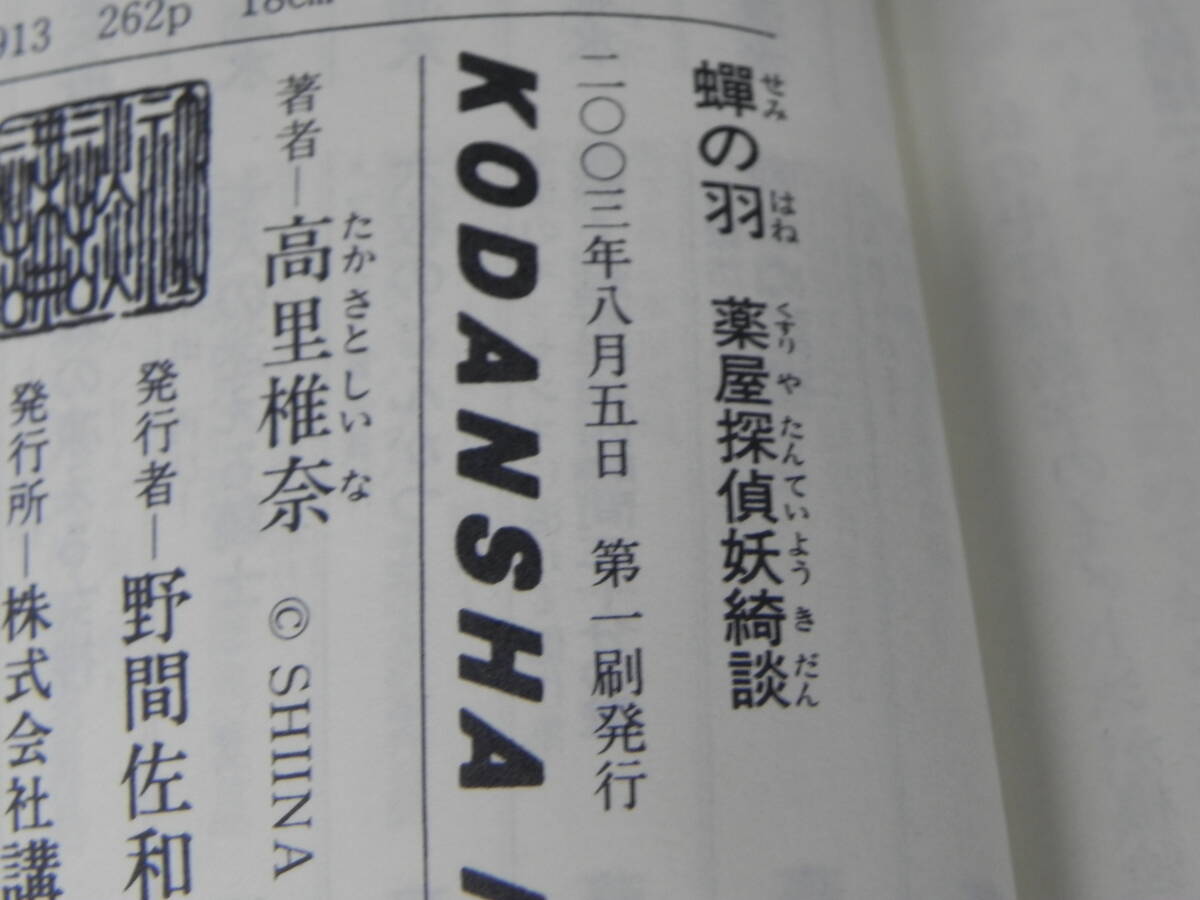 913 262p 18cm
蟬の羽 薬屋探偵妖綺談
せみ はね くすりやたんていようきだん
二〇〇三年八月五日 第一刷発行
KODANSHA
著者―高里椎奈 © SHINA
たかさとしいな
発行者―野間佐和
発行所―株式会社講